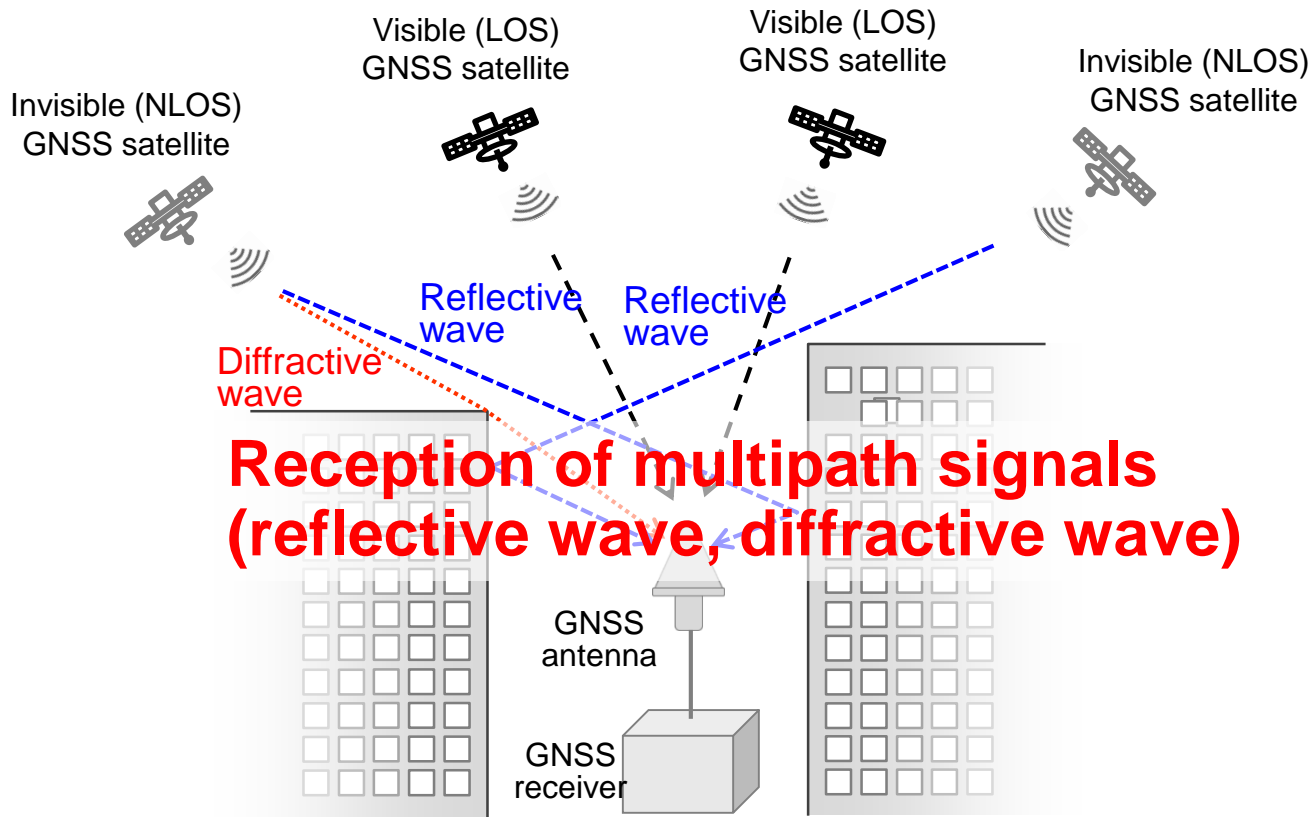 Visible (LOS)
GNSS satellite
Visible (LOS)
GNSS satellite
Invisible (NLOS)
GNSS satellite
Invisible (NLOS)
GNSS satellite
Reflective
wave
Reflective
wave
Diffractive
wave
Reception of multipath signals
(reflective wave, diffractive wave)
GNSS
antenna
GNSS
receiver